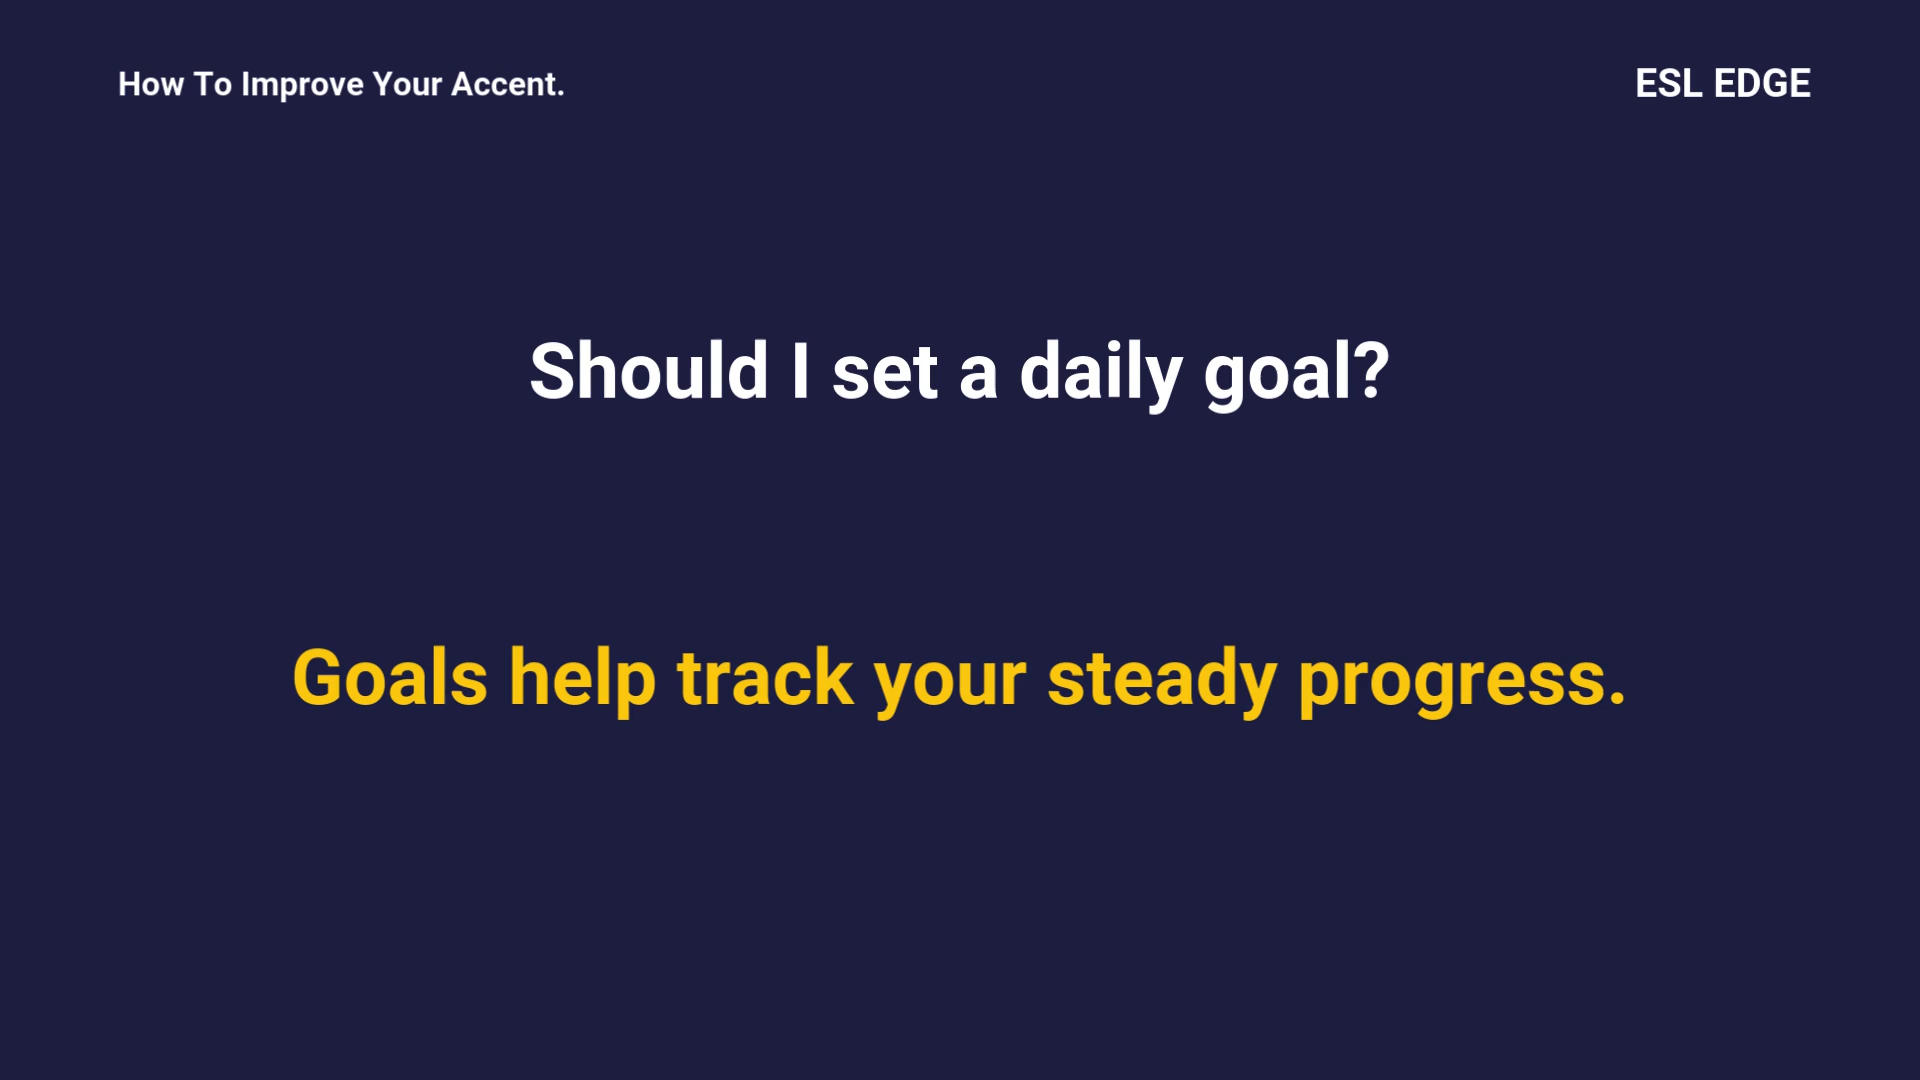 How To Improve Your Accent.
ESL EDGE
Should I set a daily goal?
Goals help track your steady progress.